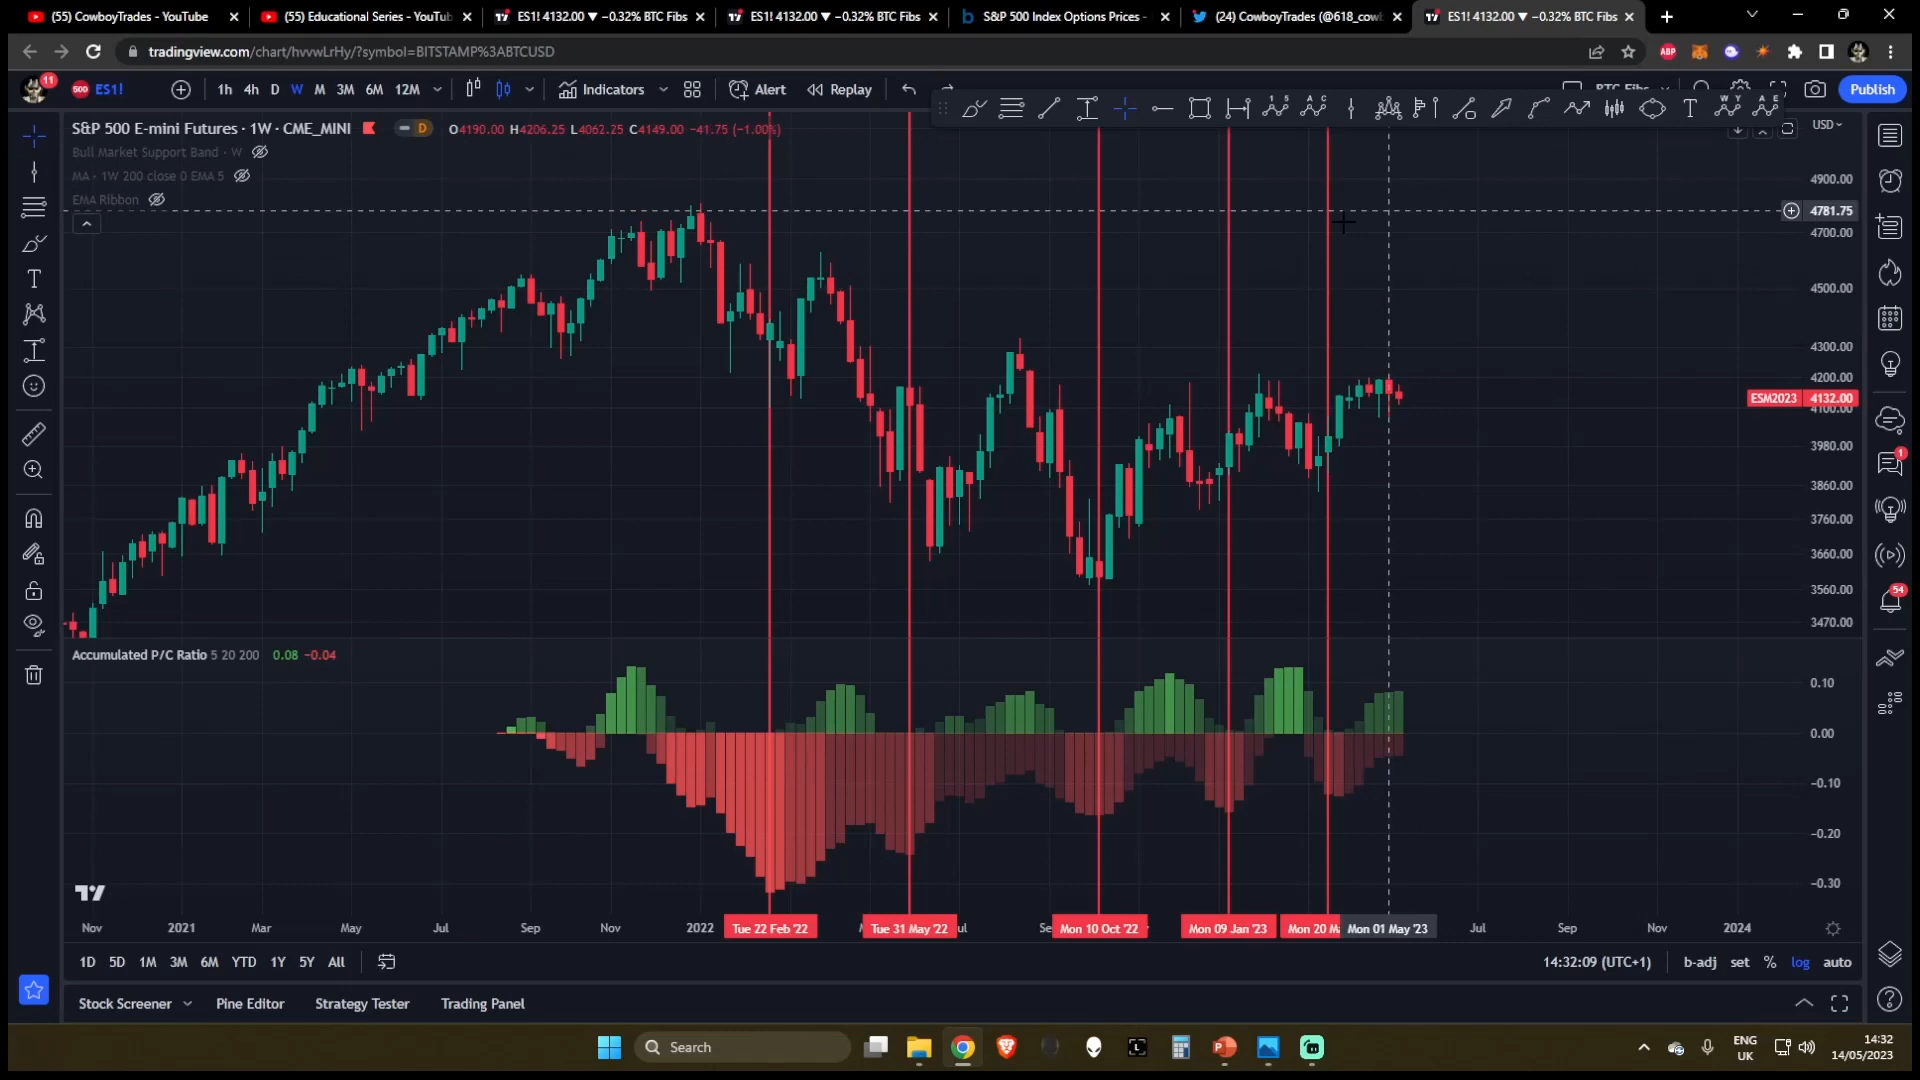 (55) CowboyTrades - YouTube
(55) Educational Series - YouTub
ES1! 4132.00 ▼ −0.32% BTC Fibs
ES1! 4132.00 ▼ −0.32% BTC Fibs
S&P 500 Index Options Prices -
(24) CowboyTrades (@618_cowb
ES1! 4132.00 ▼ −0.32% BTC Fibs
tradingview.com/chart/hvvwLrHy/?symbol=BITSTAMP%3ABTCUSD
ABP
11
500 ES1! 1h 4h D W M 3M 6M 12M Indicators Alert Replay Publish
S&P 500 E-mini Futures · 1W · CME_MINI D O4190.00 H4206.25 L4062.25 C4149.00 −41.75 (−1.00%)
USD
Bull Market Support Band · W
MA · 1W 200 close 0 EMA 5
EMA Ribbon
4900.00
4781.75
4700.00
4500.00
4300.00
4200.00
ESM2023 4132.00
4100.00
3980.00
3860.00
3760.00
3660.00
3560.00
3470.00
Accumulated P/C Ratio 5 20 200 0.08 −0.04
0.10
0.00
−0.10
−0.20
−0.30
1
54
Nov 2021 Mar May Jul Sep Nov 2022 Tue 22 Feb '22 Tue 31 May '22 Mon 10 Oct '22 Mon 09 Jan '23 Mon 20 Ma Mon 01 May '23 Jul Sep Nov 2024
1D 5D 1M 3M 6M YTD 1Y 5Y All 14:32:09 (UTC+1) b-adj set % log auto
Stock Screener Pine Editor Strategy Tester Trading Panel
Search
ENG
UK
14:32
14/05/2023